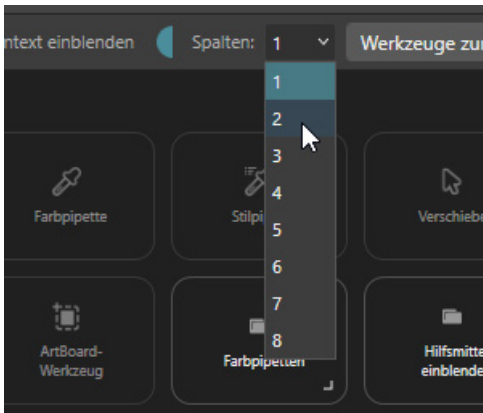 ntext einblenden Spalten: 1 Werkzeuge zu
1
2
3
4
5
6
7
8
Farbpipette Stilpi Verschiebe
ArtBoard-
Werkzeug
Farbpipetten
Hilfsmitte
einblende